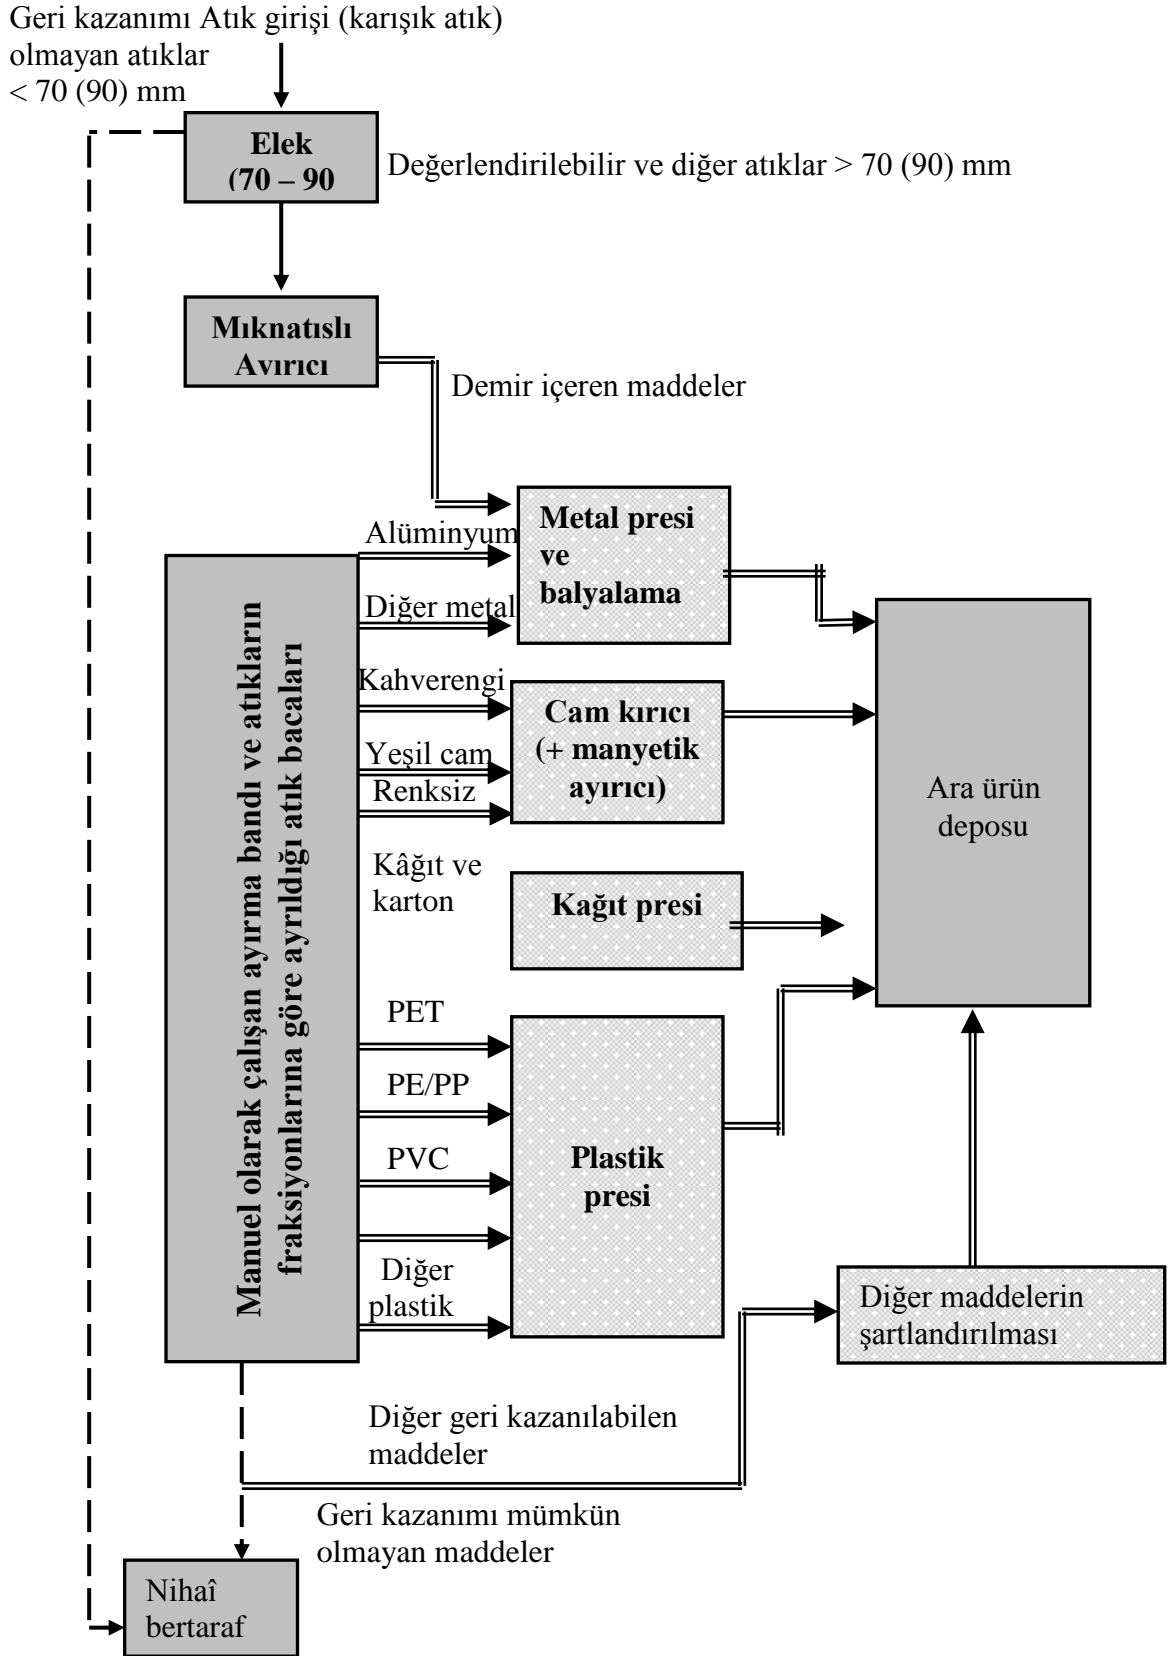 Geri kazanımı Atık girişi (karışık atık)
olmayan atıklar
< 70 (90) mm
Elek
(70 – 90
Değerlendirilebilir ve diğer atıklar > 70 (90) mm
Mıknatıslı
Ayırıcı
Demir içeren maddeler
Metal presi
ve
balyalama
Alüminyum
Diğer metal
Kahverengi
Yeşil cam
Renksiz
Cam kırıcı
(+ manyetik
ayırıcı)
Ara ürün
deposu
Manuel olarak çalışan ayırma bandı ve atıkların
fraksiyonlarına göre ayrıldığı atık bacaları
Kâğıt ve
karton
Kağıt presi
PET
PE/PP
PVC
Diğer
plastik
Plastik
presi
Diğer maddelerin
şartlandırılması
Diğer geri kazanılabilen
maddeler
Geri kazanımı mümkün
olmayan maddeler
Nihaî
bertaraf